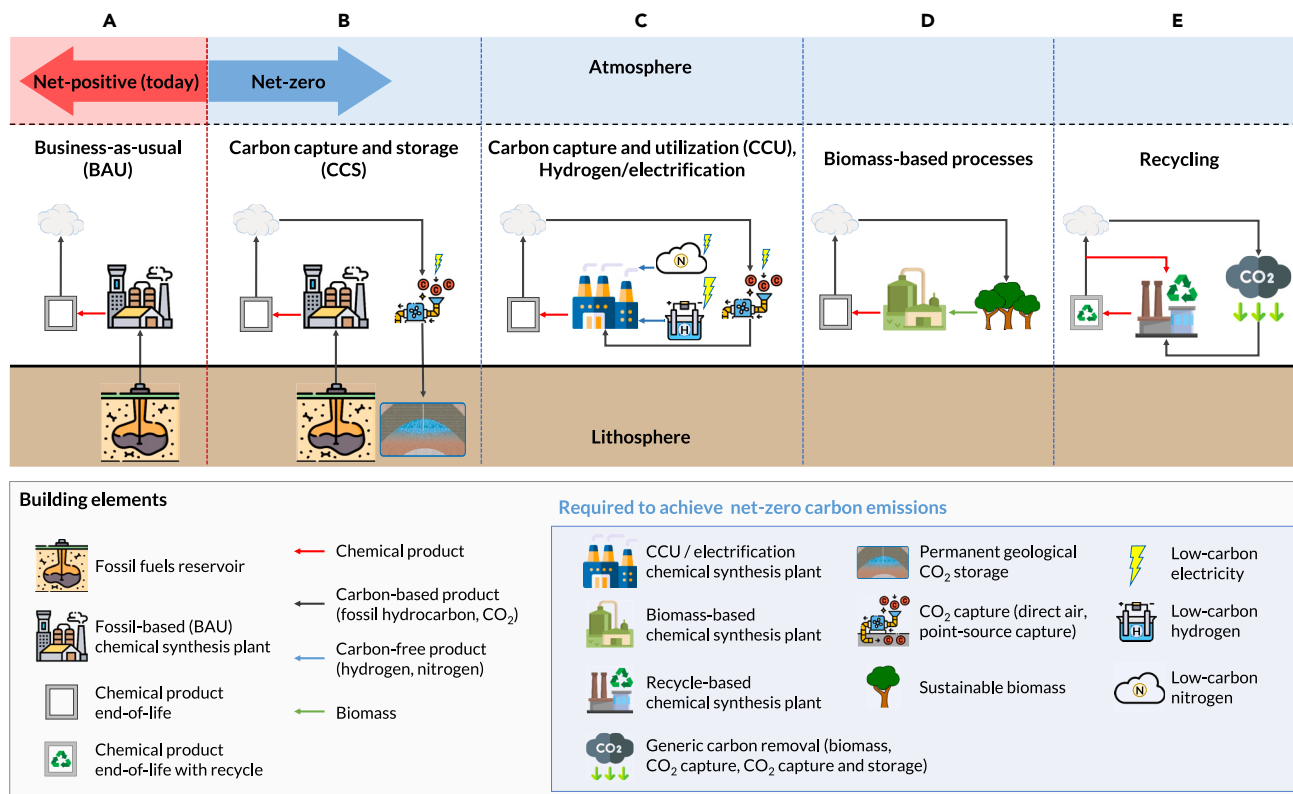 A
B
C
D
E
Net-positive (today)
Net-zero
Atmosphere
Business-as-usual
(BAU)
Carbon capture and storage
(CCS)
Carbon capture and utilization (CCU),
Hydrogen/electrification
Biomass-based processes
Recycling
N
C C C
C C C
H
CO₂
Lithosphere
Building elements
Fossil fuels reservoir
Fossil-based (BAU)
chemical synthesis plant
Chemical product
end-of-life
Chemical product
end-of-life with recycle
Chemical product
Carbon-based product
(fossil hydrocarbon, CO₂)
Carbon-free product
(hydrogen, nitrogen)
Biomass
Required to achieve net-zero carbon emissions
CCU / electrification
chemical synthesis plant
Biomass-based
chemical synthesis plant
Recycle-based
chemical synthesis plant
CO₂
Generic carbon removal (biomass,
CO₂ capture, CO₂ capture and storage)
Permanent geological
CO₂ storage
C C C
C C
CO₂ capture (direct air,
point-source capture)
Sustainable biomass
Low-carbon
electricity
H
Low-carbon
hydrogen
N
Low-carbon
nitrogen